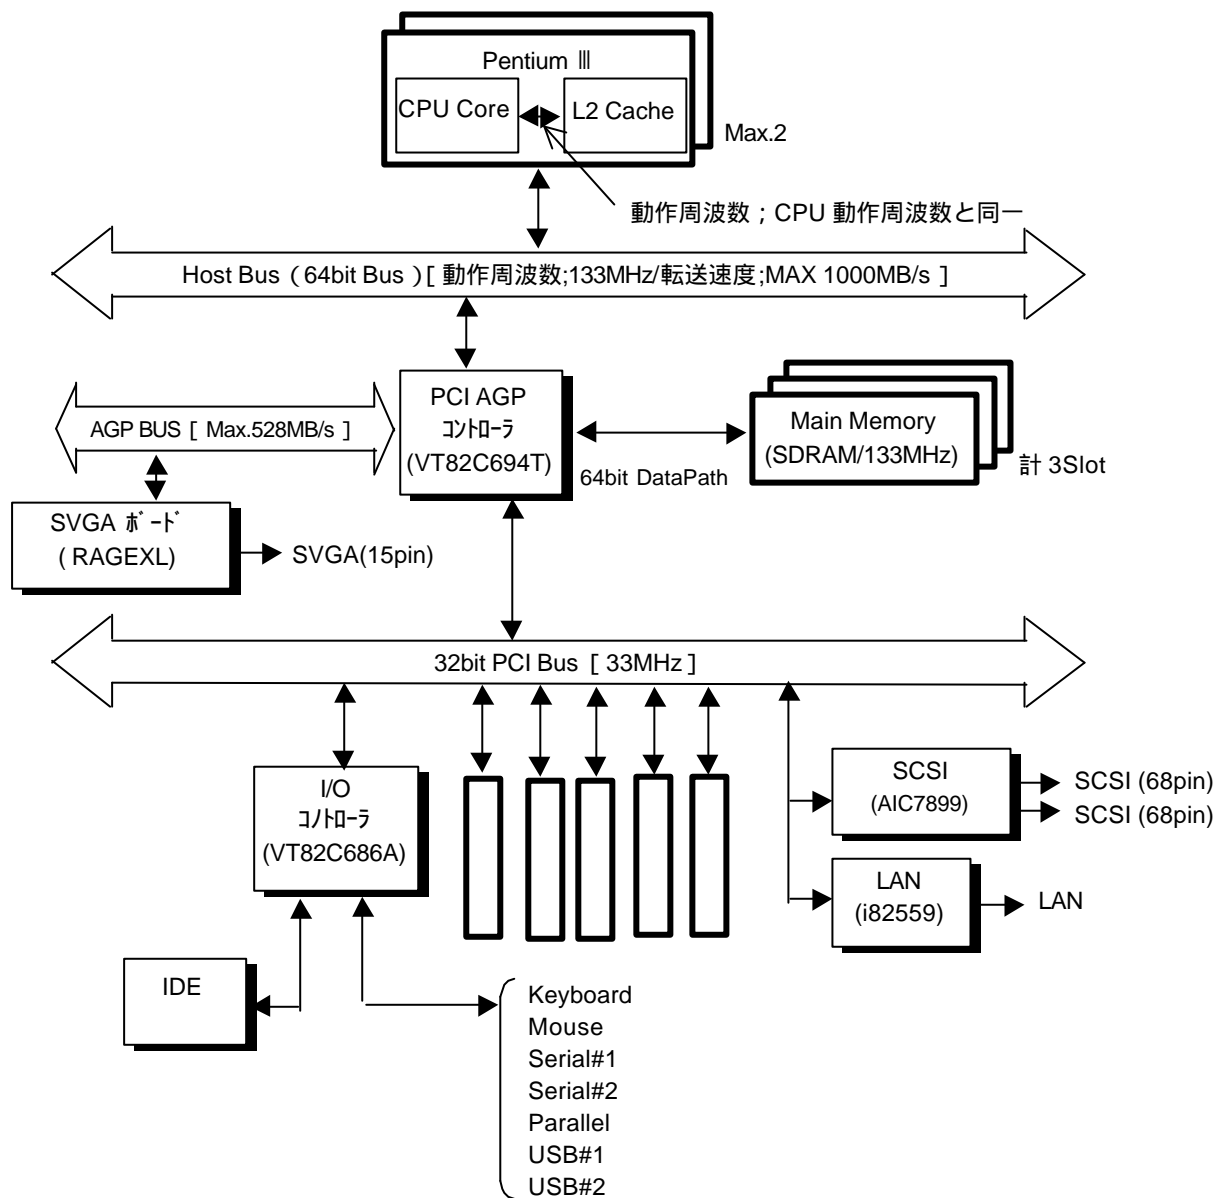 Pentium Ⅲ
CPU Core
L2 Cache
Max.2
動作周波数；CPU 動作周波数と同一
Host Bus（64bit Bus）[ 動作周波数;133MHz/転送速度;MAX 1000MB/s ]
PCI AGP
ｺﾝﾄﾛｰﾗ
(VT82C694T)
AGP BUS [ Max.528MB/s ]
64bit DataPath
Main Memory
(SDRAM/133MHz)
計 3Slot
SVGA ﾎﾞｰﾄﾞ
( RAGEXL)
SVGA(15pin)
32bit PCI Bus [ 33MHz ]
I/O
ｺﾝﾄﾛｰﾗ
(VT82C686A)
SCSI
(AIC7899)
SCSI (68pin)
SCSI (68pin)
LAN
(i82559)
LAN
IDE
Keyboard
Mouse
Serial#1
Serial#2
Parallel
USB#1
USB#2